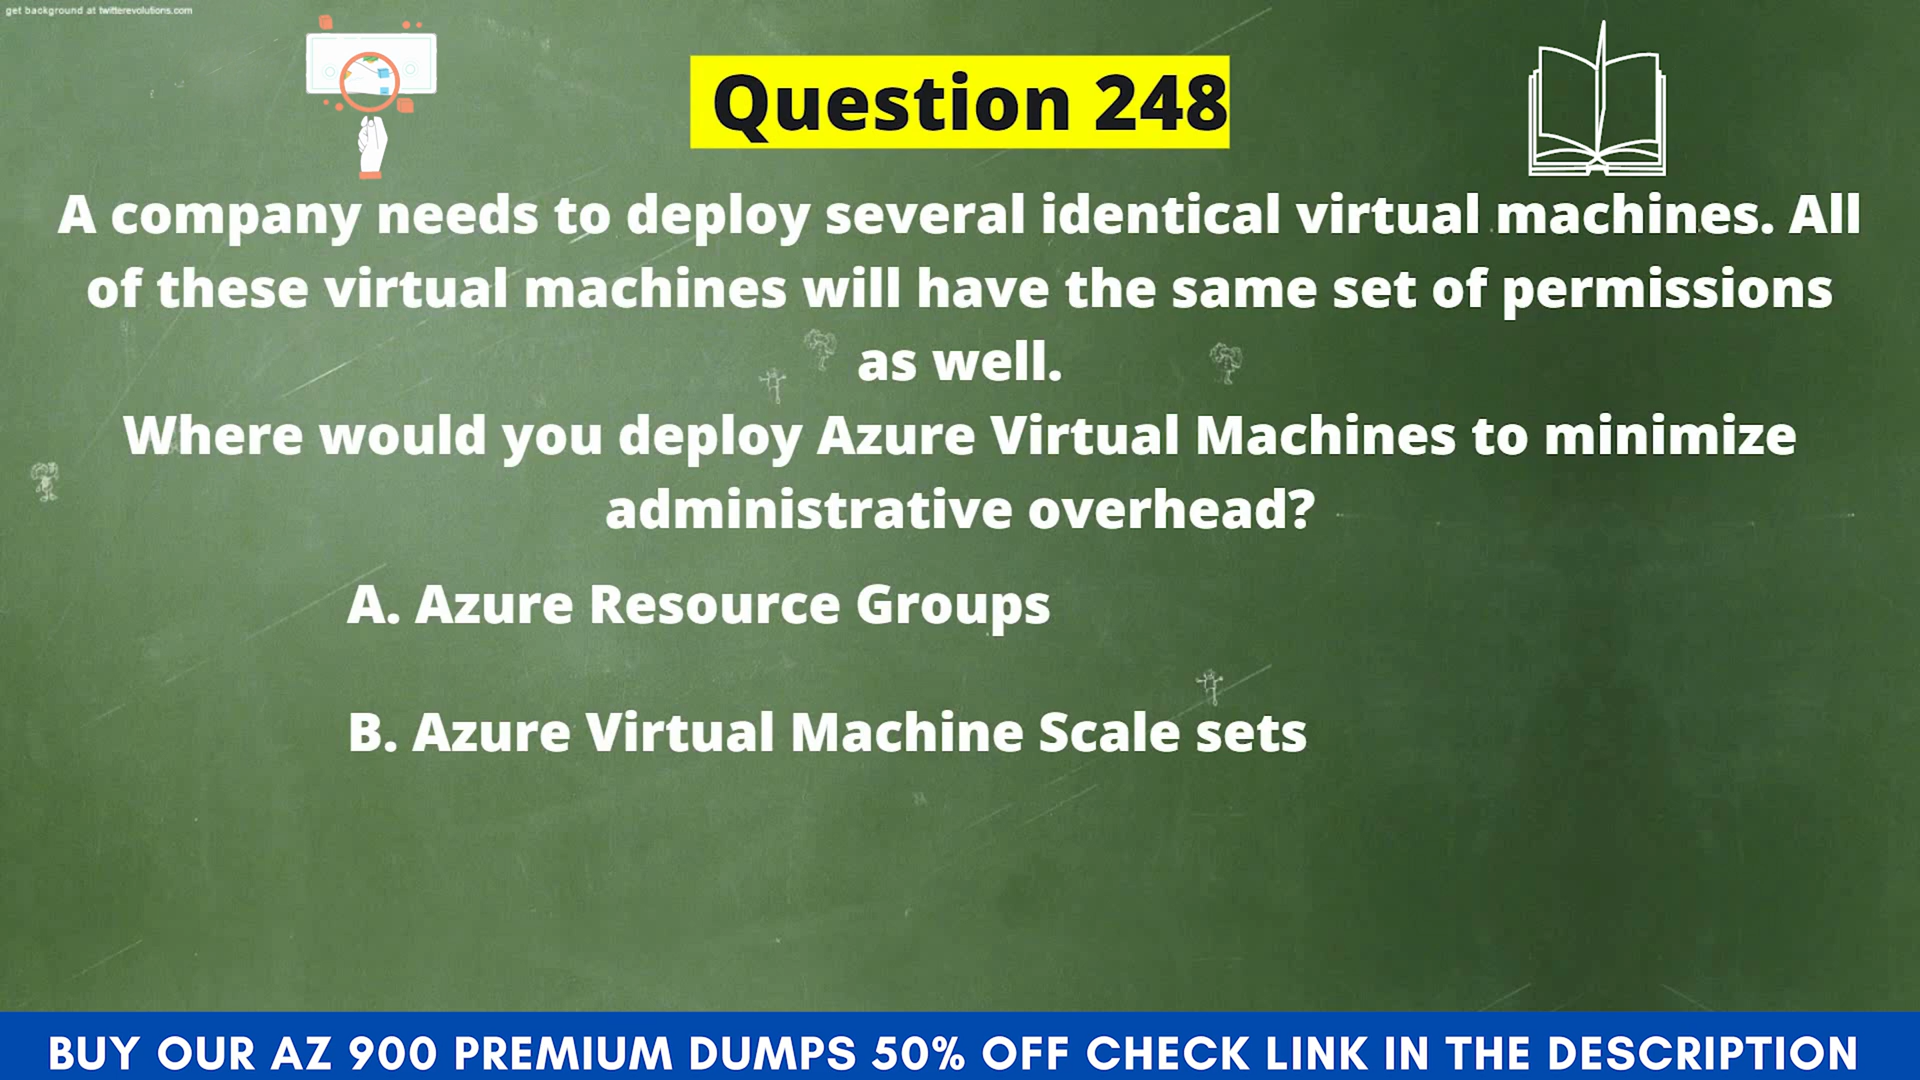 get background at twitterevolutions.com
Question 248
A company needs to deploy several identical virtual machines. All
of these virtual machines will have the same set of permissions
as well.
Where would you deploy Azure Virtual Machines to minimize
administrative overhead?
A. Azure Resource Groups
B. Azure Virtual Machine Scale sets
BUY OUR AZ 900 PREMIUM DUMPS 50% OFF CHECK LINK IN THE DESCRIPTION